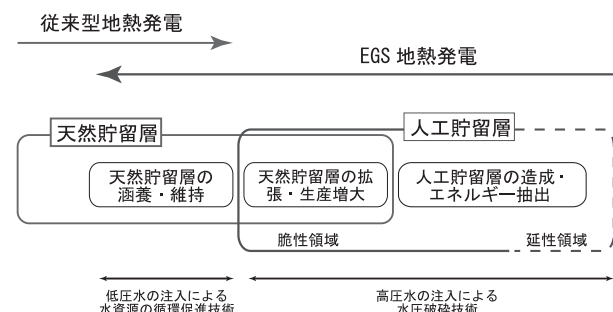 従来型地熱発電
EGS 地熱発電
天然貯留層
人工貯留層
天然貯留層の
涵養・維持
天然貯留層の拡
張・生産増大
人工貯留層の造成・
エネルギー抽出
脆性領域
延性領域
低圧水の注入による
水資源の循環促進技術
高圧水の注入による
水圧破砕技術